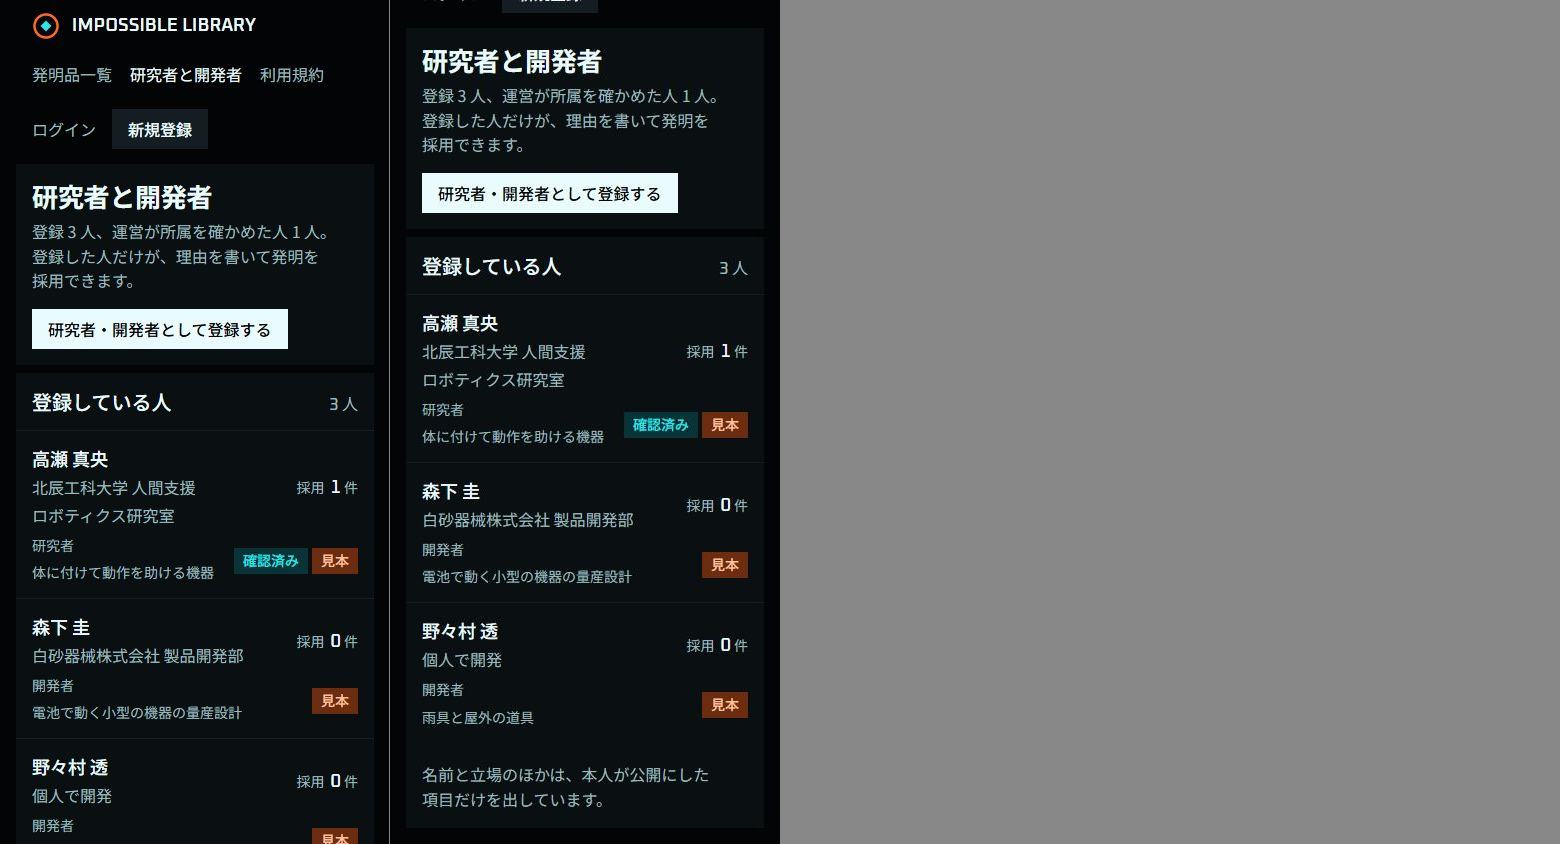 IMPOSSIBLE LIBRARY
発明品一覧 研究者と開発者 利用規約
ログイン 新規登録
研究者と開発者
登録 3 人、運営が所属を確かめた人 1 人。
登録した人だけが、理由を書いて発明を
採用できます。
研究者・開発者として登録する
登録している人 3 人
高瀬 真央
北辰工科大学 人間支援 採用 1 件
ロボティクス研究室
研究者
体に付けて動作を助ける機器 確認済み 見本
森下 圭
白砂器械株式会社 製品開発部 採用 0 件
開発者
電池で動く小型の機器の量産設計 見本
野々村 透
個人で開発 採用 0 件
開発者
見本
研究者と開発者
登録 3 人、運営が所属を確かめた人 1 人。
登録した人だけが、理由を書いて発明を
採用できます。
研究者・開発者として登録する
登録している人 3 人
高瀬 真央
北辰工科大学 人間支援 採用 1 件
ロボティクス研究室
研究者
体に付けて動作を助ける機器 確認済み 見本
森下 圭
白砂器械株式会社 製品開発部 採用 0 件
開発者
電池で動く小型の機器の量産設計 見本
野々村 透
個人で開発 採用 0 件
開発者
雨具と屋外の道具 見本
名前と立場のほかは、本人が公開にした
項目だけを出しています。